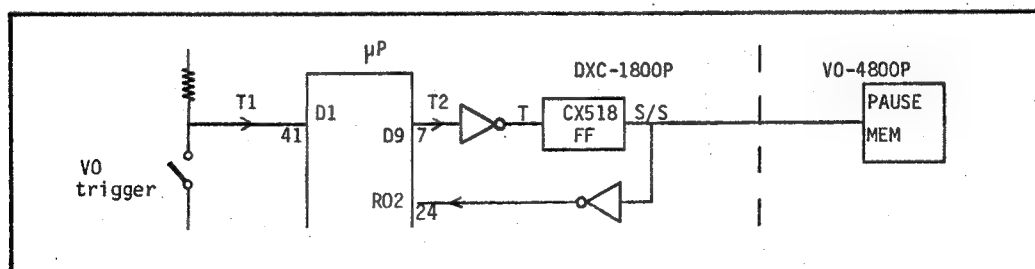 μP
DXC-1800P
VO-4800P
T1
D1
41
T2
D9
7
T
CX518
FF
S/S
PAUSE
MEM
VO
trigger
RO2
24